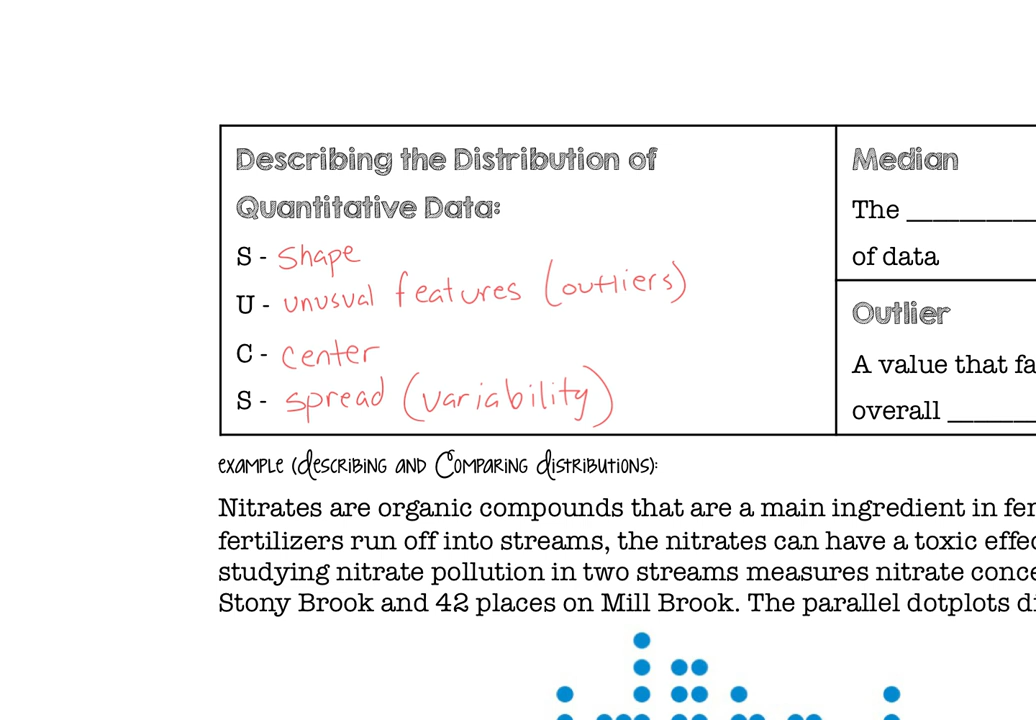 Describing the Distribution of
Quantitative Data:
S - Shape
U - unusual features (outliers)
C - center
S - spread (variability)
Median
The ________
of data
Outlier
A value that fa
overall ________
example (describing and Comparing distributions):
Nitrates are organic compounds that are a main ingredient in fer
fertilizers run off into streams, the nitrates can have a toxic effec
studying nitrate pollution in two streams measures nitrate conce
Stony Brook and 42 places on Mill Brook. The parallel dotplots di